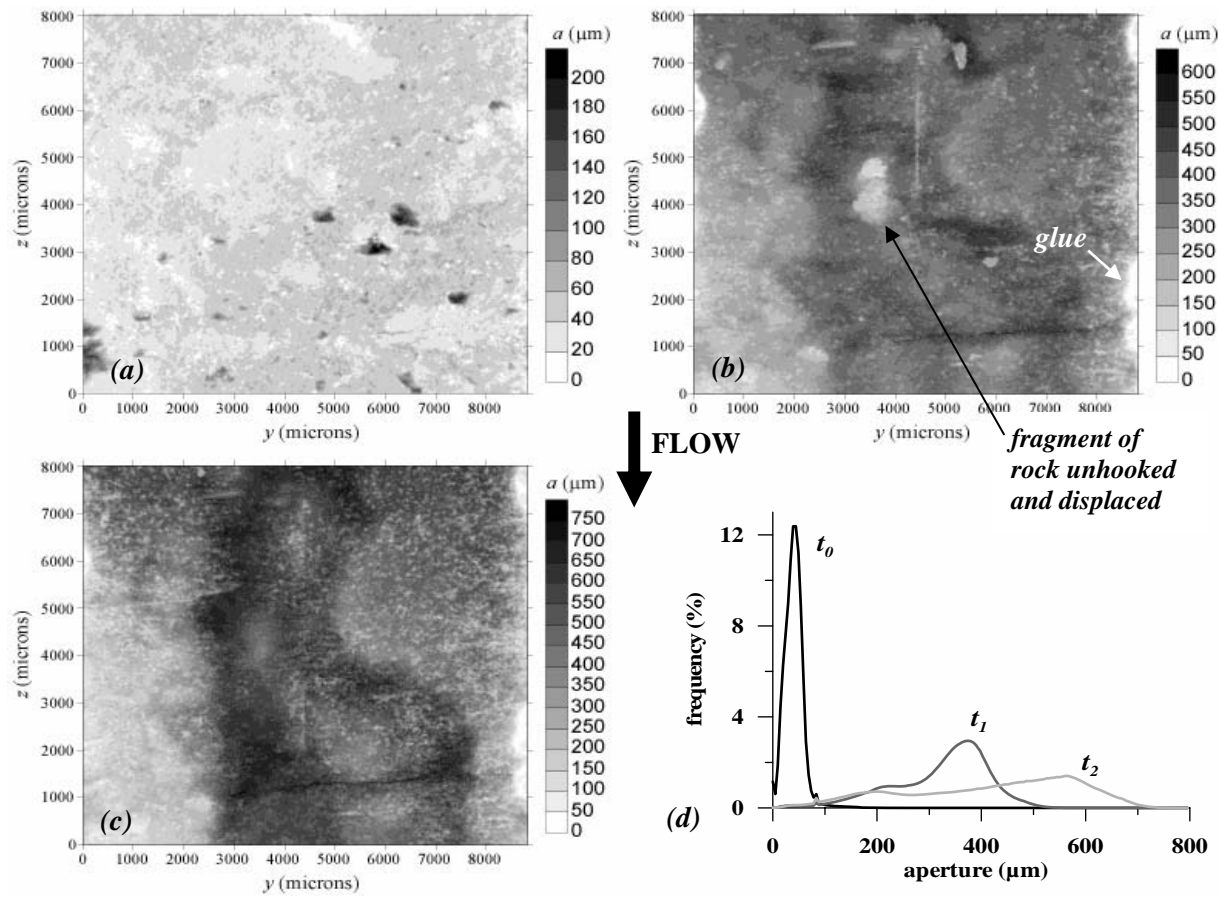 8000
7000
6000
5000
4000
3000
2000
1000
0
z (microns)
0 1000 2000 3000 4000 5000 6000 7000 8000
y (microns)
(a)
a (µm)
200
180
160
140
120
100
80
60
40
20
0
8000
7000
6000
5000
4000
3000
2000
1000
0
z (microns)
0 1000 2000 3000 4000 5000 6000 7000 8000
y (microns)
(b)
glue
a (µm)
600
550
500
450
400
350
300
250
200
150
100
50
0
fragment of
rock unhooked
and displaced
FLOW
8000
7000
6000
5000
4000
3000
2000
1000
0
z (microns)
0 1000 2000 3000 4000 5000 6000 7000 8000
y (microns)
(c)
a (µm)
750
700
650
600
550
500
450
400
350
300
250
200
150
100
50
0
12
8
4
0
frequency (%)
t0
t1
t2
(d)
0 200 400 600 800
aperture (µm)